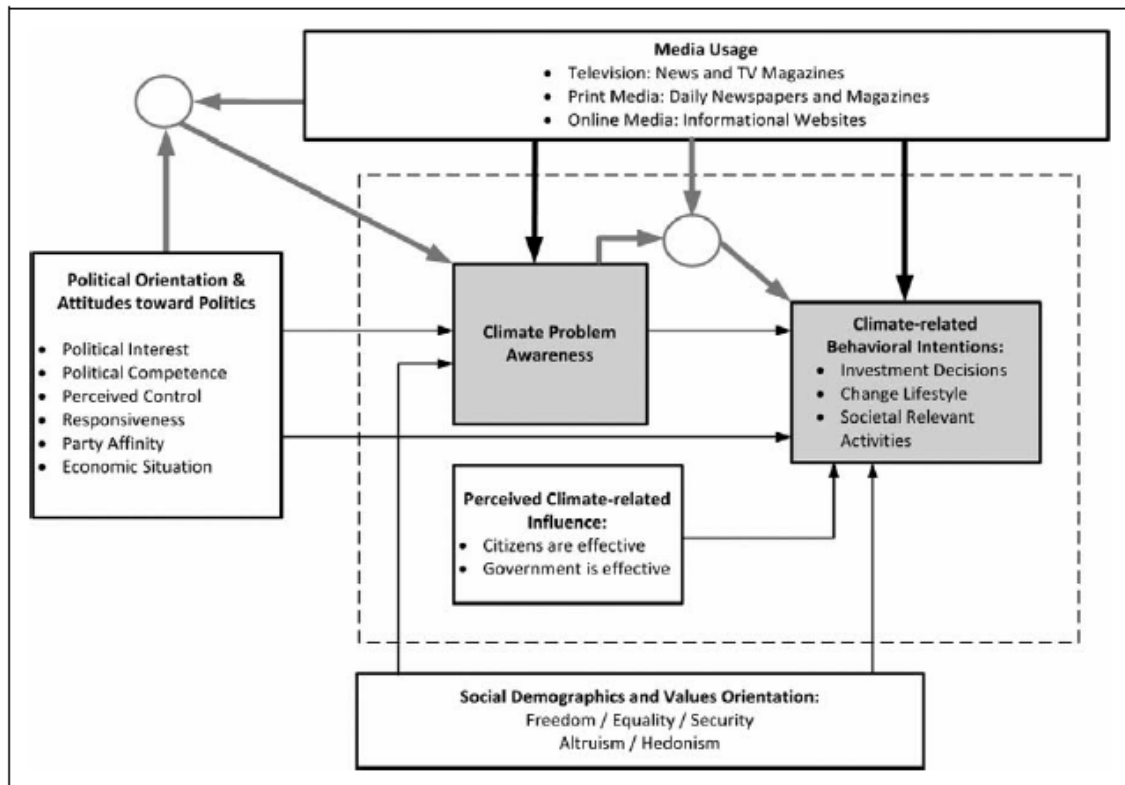 Media Usage
• Television: News and TV Magazines
• Print Media: Daily Newspapers and Magazines
• Online Media: Informational Websites
Political Orientation &
Attitudes toward Politics
• Political Interest
• Political Competence
• Perceived Control
• Responsiveness
• Party Affinity
• Economic Situation
Climate Problem
Awareness
Climate-related
Behavioral Intentions:
• Investment Decisions
• Change Lifestyle
• Societal Relevant
Activities
Perceived Climate-related
Influence:
• Citizens are effective
• Government is effective
Social Demographics and Values Orientation:
Freedom / Equality / Security
Altruism / Hedonism